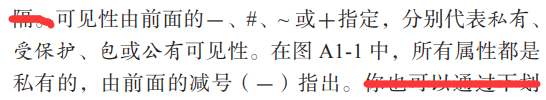 可见性由前面的－、#、~或+指定，分别代表私有、
受保护、包或公有可见性。在图 A1-1 中，所有属性都是
私有的，由前面的减号（－）指出。